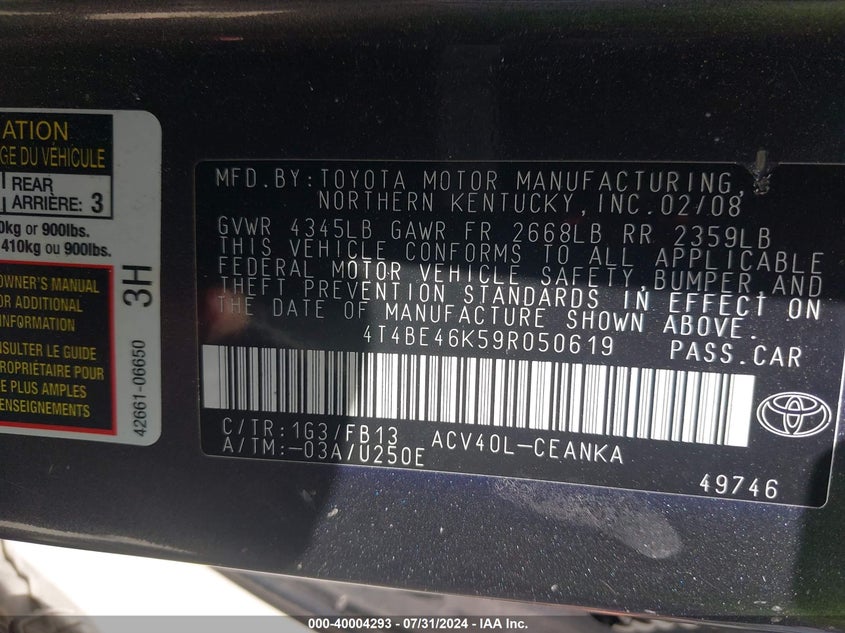 ATION
GE DU VÉHICULE
REAR
ARRIÈRE: 3
kg or 900lbs.
410kg ou 900lbs.
OWNER'S MANUAL
OR ADDITIONAL
INFORMATION
NSULTER LE GUIDE
PROPRIÉTAIRE POUR
E PLUS AMPLES
ENSEIGNEMENTS
3H
42661-06650
MFD.BY:TOYOTA MOTOR MANUFACTURING,
NORTHERN KENTUCKY,INC.02/08
GVWR 4345LB GAWR FR 2668LB RR 2359LB
THIS VEHICLE CONFORMS TO ALL APPLICABLE
FEDERAL MOTOR VEHICLE SAFETY,BUMPER,AND
THEFT PREVENTION STANDARDS IN EFFECT ON
THE DATE OF MANUFACTURE SHOWN ABOVE.
4T4BE46K59R050619 PASS.CAR
C/TR:1G3/FB13 ACV40L-CEANKA
A/TM:-03A/U250E
49746
000-40004293 - 07/31/2024 - IAA Inc.